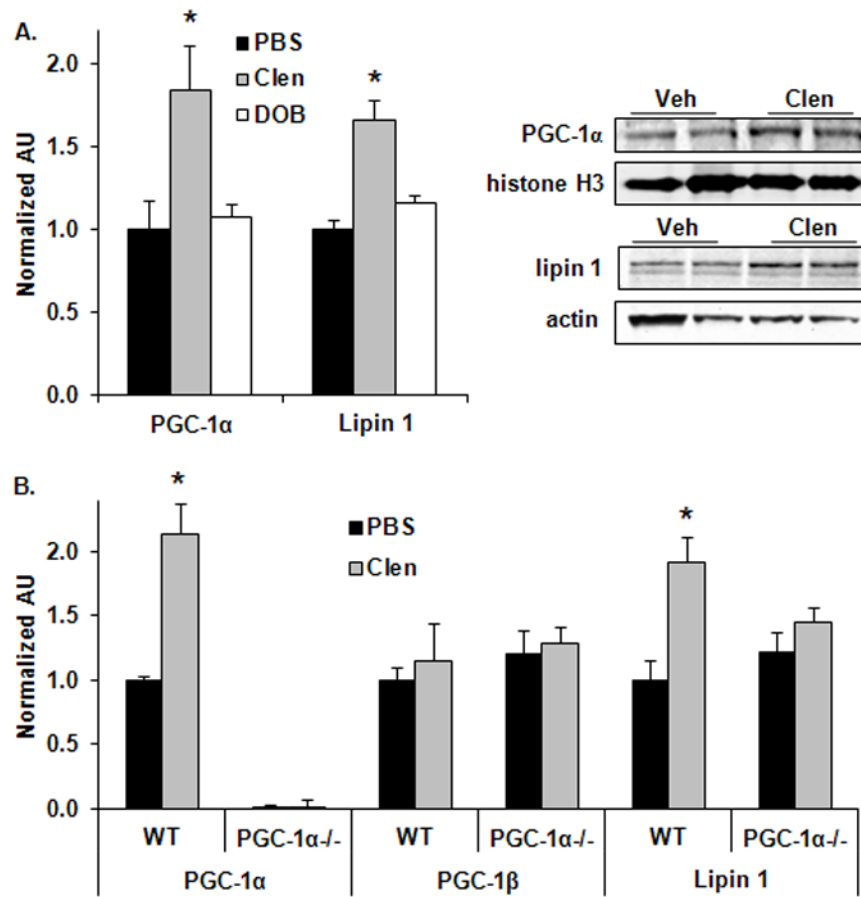 A.
*
*
PBS
Clen
DOB
2.0
1.5
1.0
0.5
0.0
Normalized AU
PGC-1α Lipin 1
Veh Clen
PGC-1α
histone H3
Veh Clen
lipin 1
actin
B.
*
*
PBS
Clen
2.0
1.5
1.0
0.5
0.0
Normalized AU
WT PGC-1α-/- WT PGC-1α-/- WT PGC-1α-/-
PGC-1α PGC-1β Lipin 1